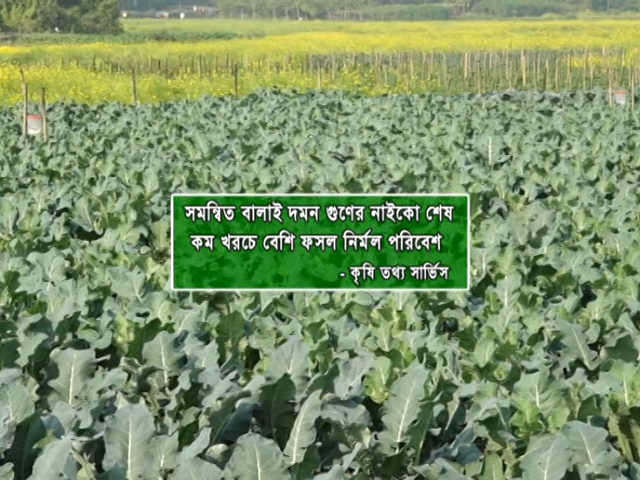 সমন্বিত বালাই দমন গুণের নাইকো শেষ
কম খরচে বেশি ফসল নির্মল পরিবেশ
- কৃষি তথ্য সার্ভিস